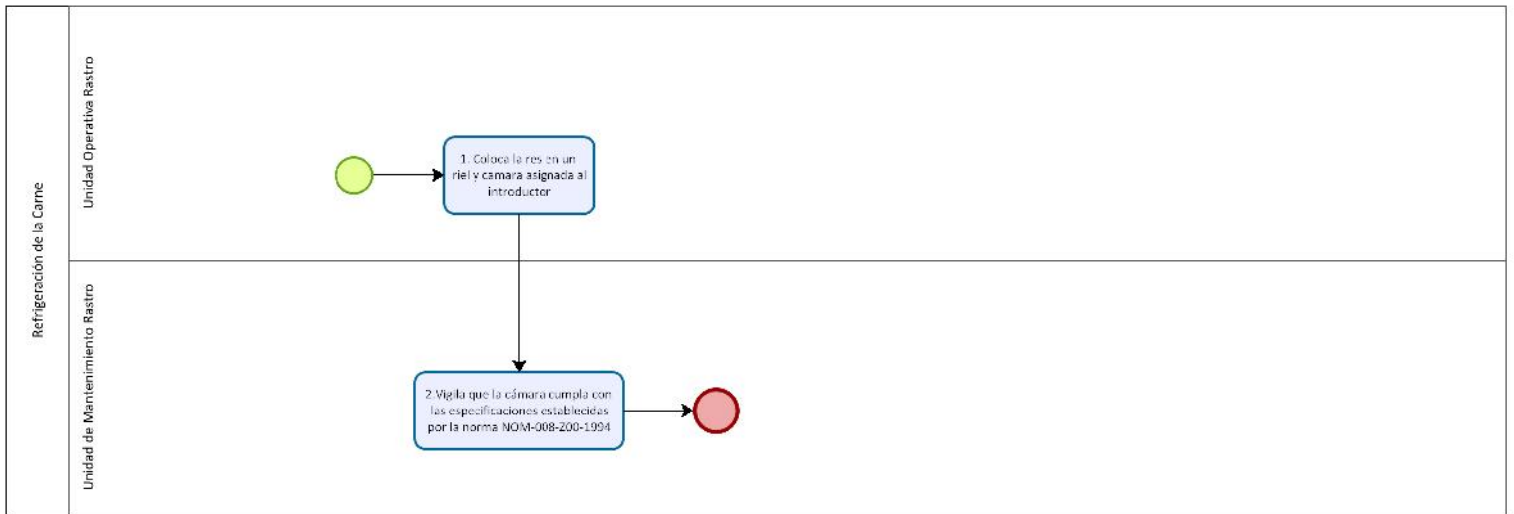 Refrigeración de la Carne
Unidad Operativa Rastro
1. Coloca la res en un
riel y camara asignada al
introductor
Unidad de Mantenimiento Rastro
2.Vigila que la cámara cumpla con
las especificaciones establecidas
por la norma NOM-008-Z00-1994